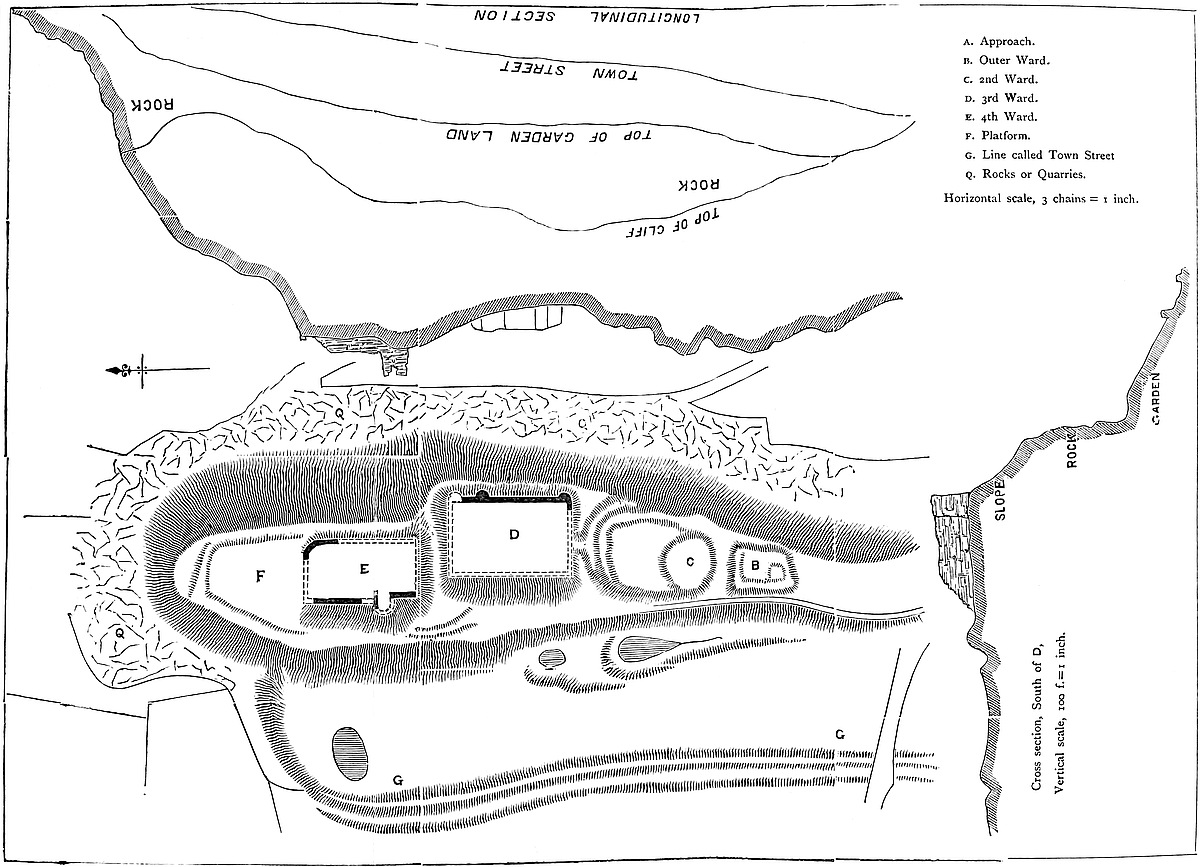 LONGITUDINAL SECTION
TOWN STREET
ROCK
TOP OF GARDEN LAND
ROCK
TOP OF CLIFF
A. Approach.
B. Outer Ward.
C. 2nd Ward.
D. 3rd Ward.
E. 4th Ward.
F. Platform.
G. Line called Town Street
Q. Rocks or Quarries.
Horizontal scale, 3 chains = 1 inch.
GARDEN
ROCK
SLOPE
Q
D
C
B
E
F
Q
G
G
Cross section, South of D,
Vertical scale, 100 f. = 1 inch.